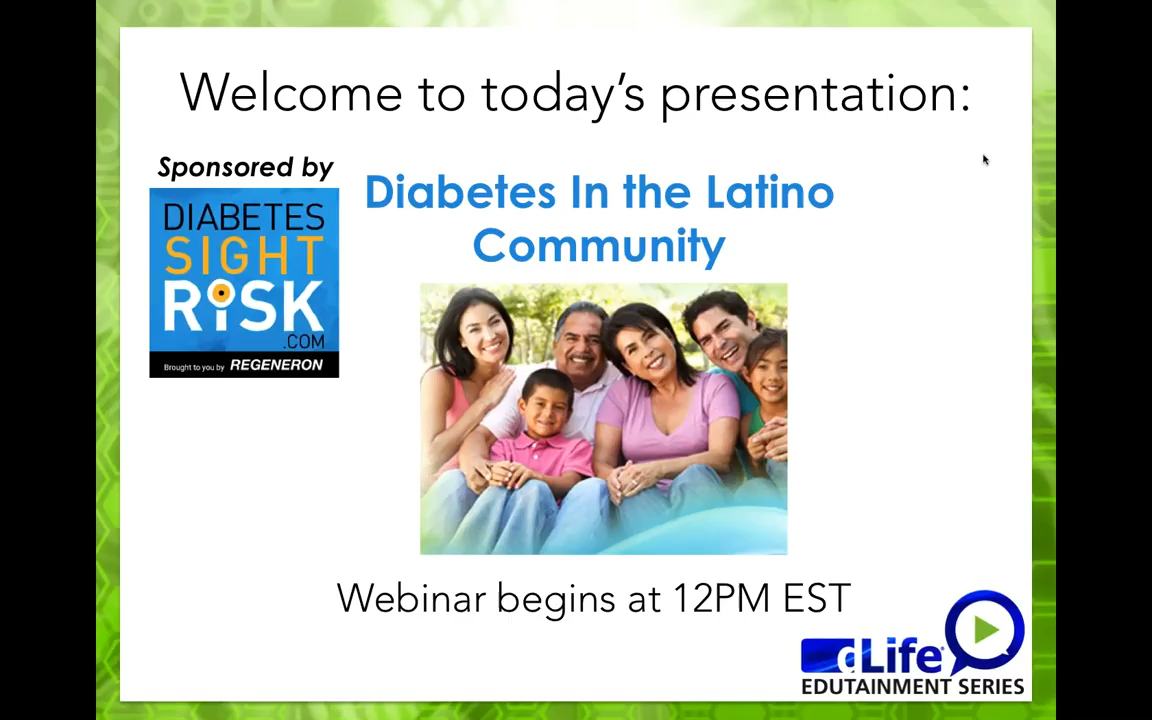 Welcome to today's presentation:
Sponsored by
DIABETES
SIGHT
RISK
.COM
Brought to you by REGENERON
Diabetes In the Latino
Community
Webinar begins at 12PM EST
dLife
EDUTAINMENT SERIES